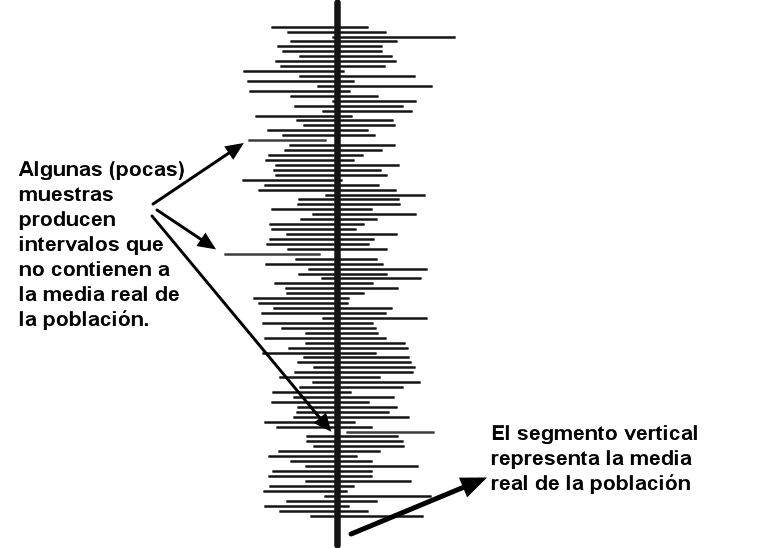 Algunas (pocas)
muestras
producen
intervalos que
no contienen a
la media real de
la población.
El segmento vertical
representa la media
real de la población